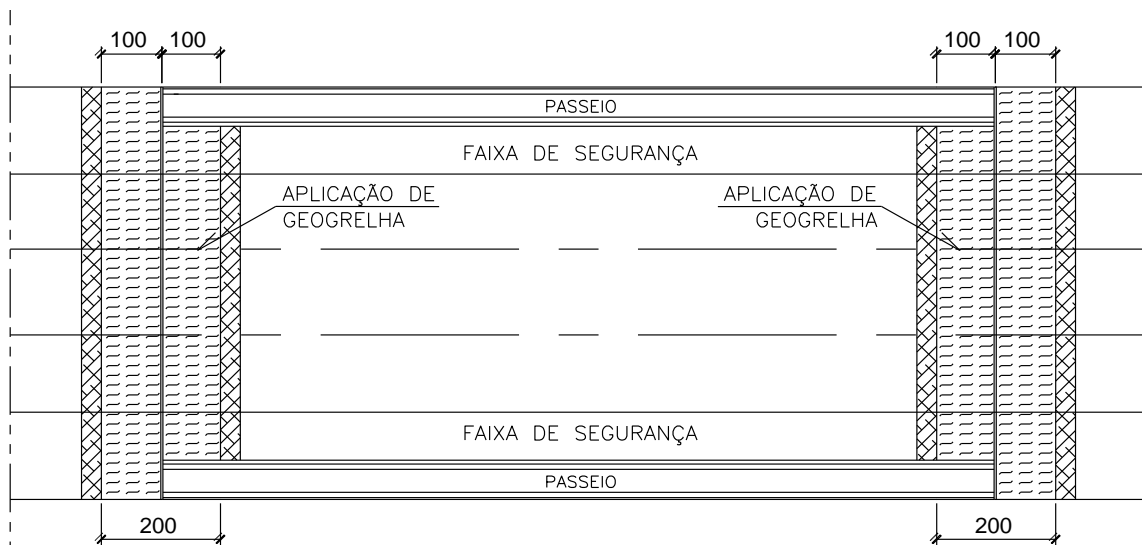 100 100 100 100
PASSEIO
FAIXA DE SEGURANÇA
APLICAÇÃO DE
GEOGRELHA
APLICAÇÃO DE
GEOGRELHA
FAIXA DE SEGURANÇA
PASSEIO
200 200